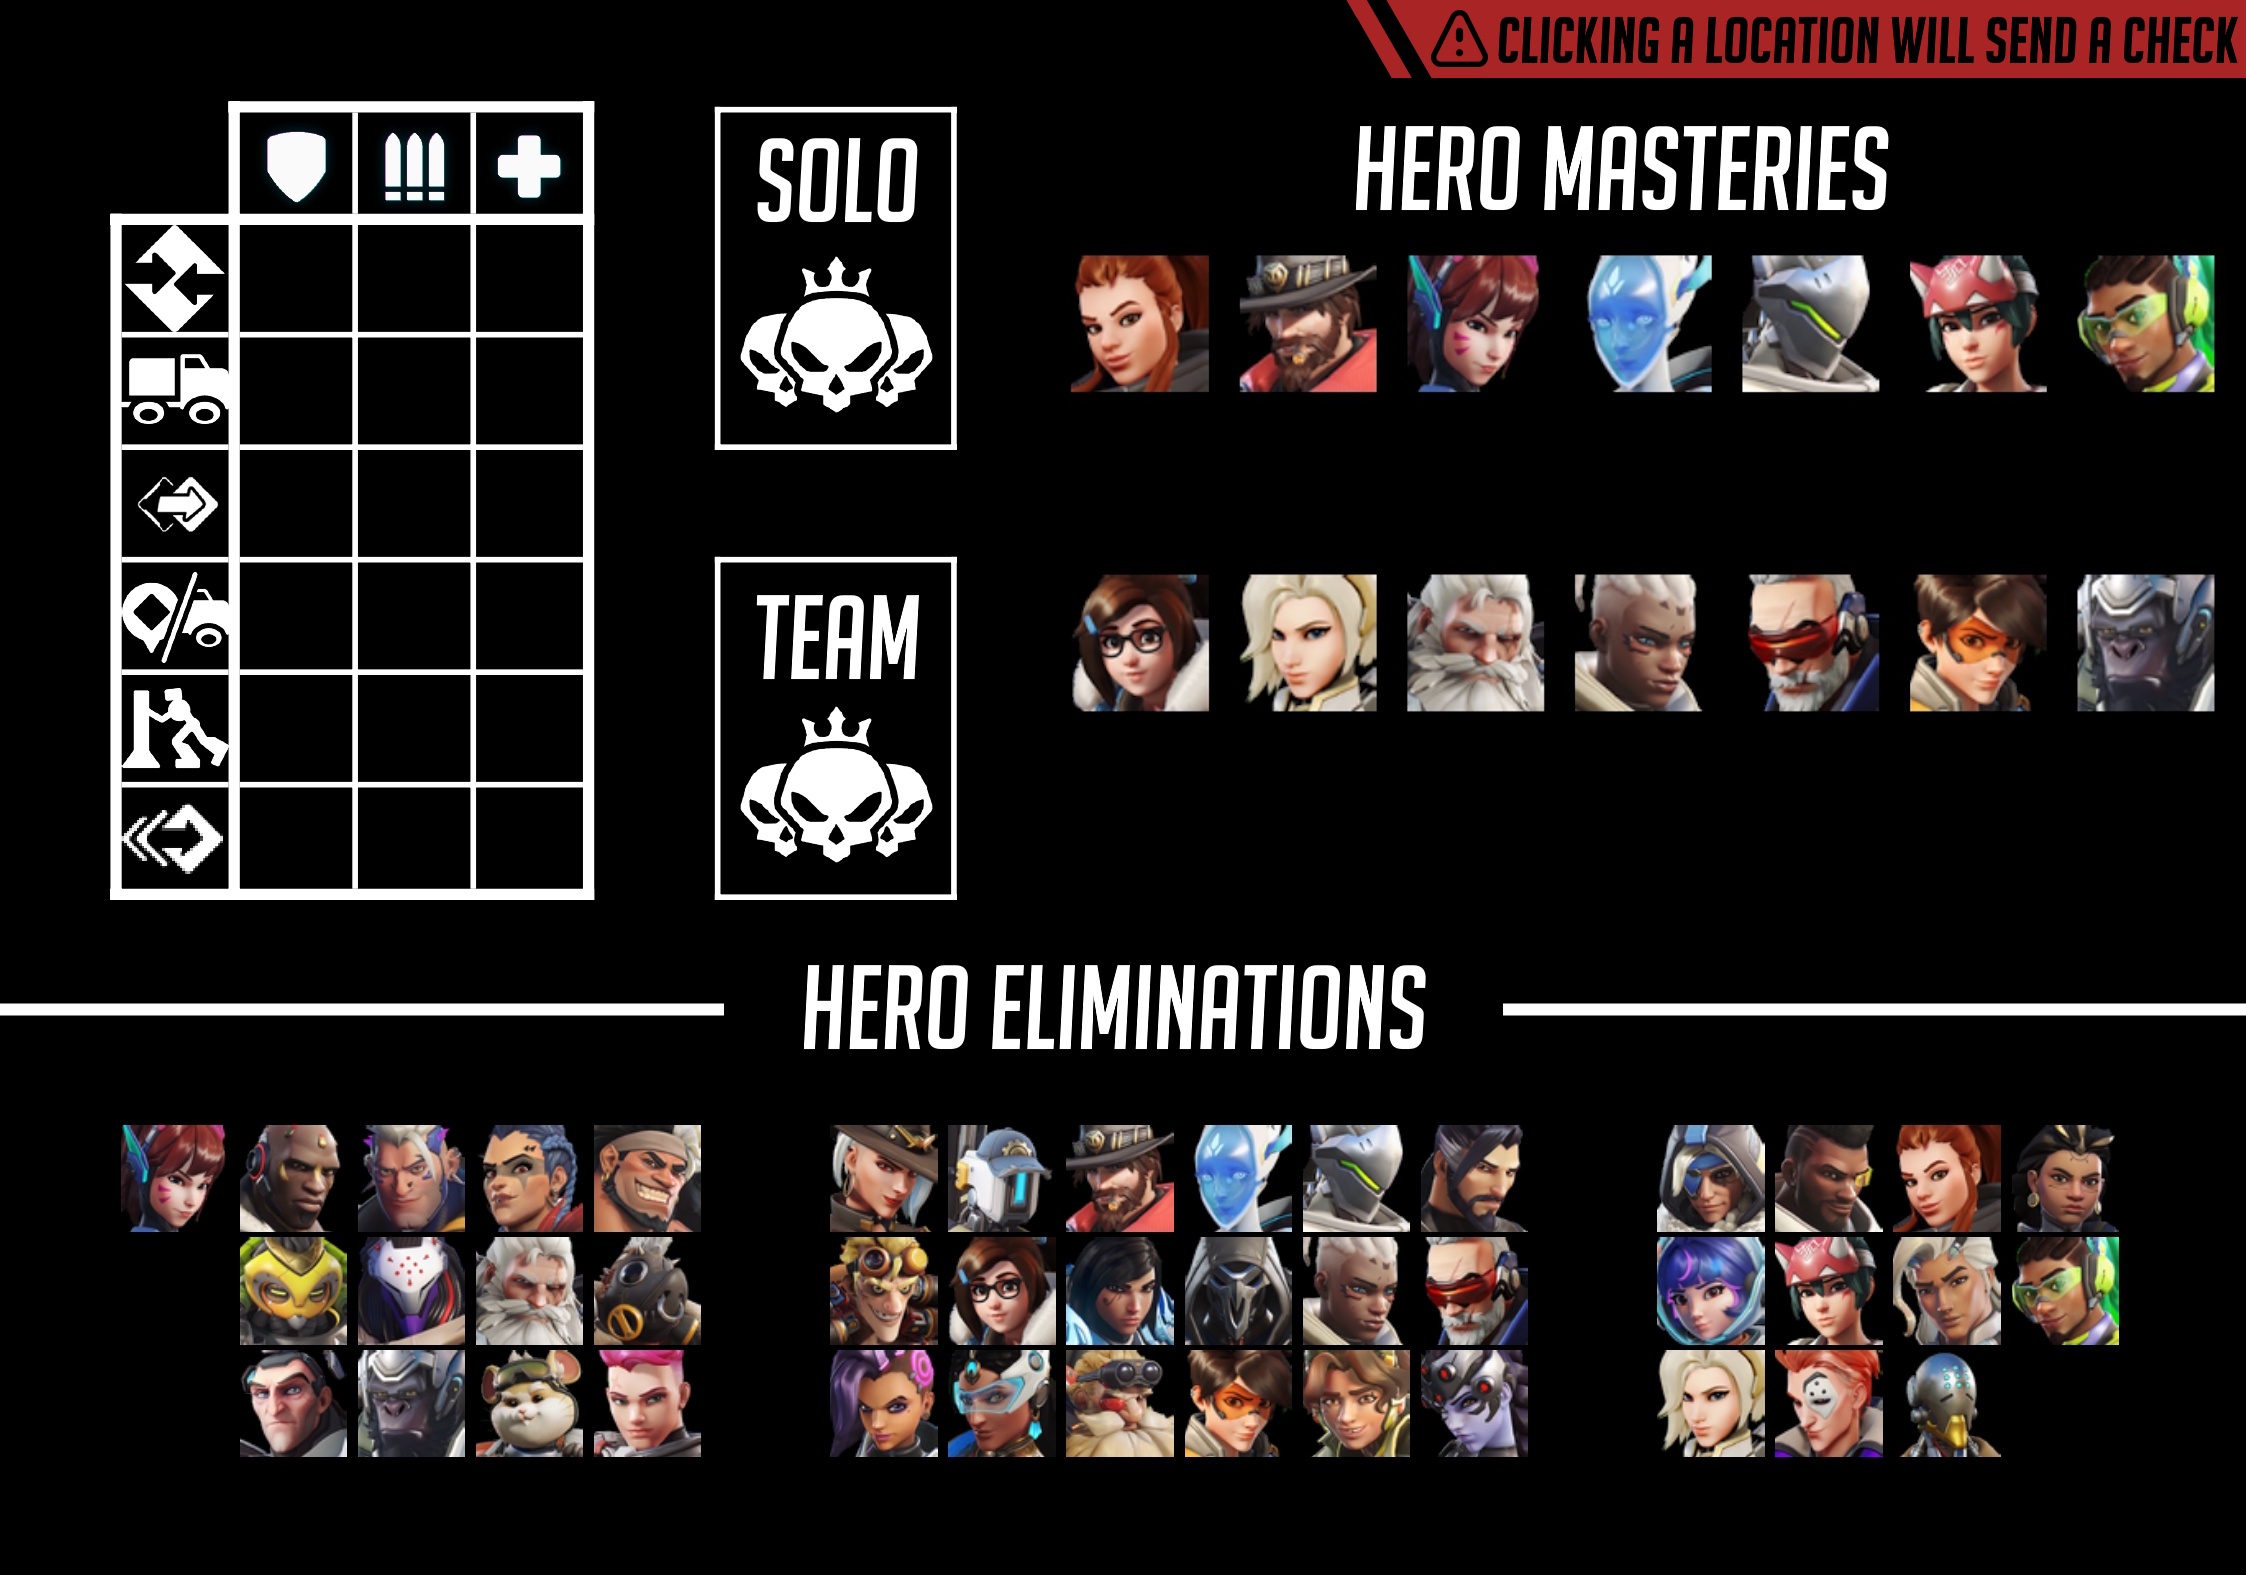 CLICKING A LOCATION WILL SEND A CHECK
SOLO
HERO MASTERIES
TEAM
HERO ELIMINATIONS